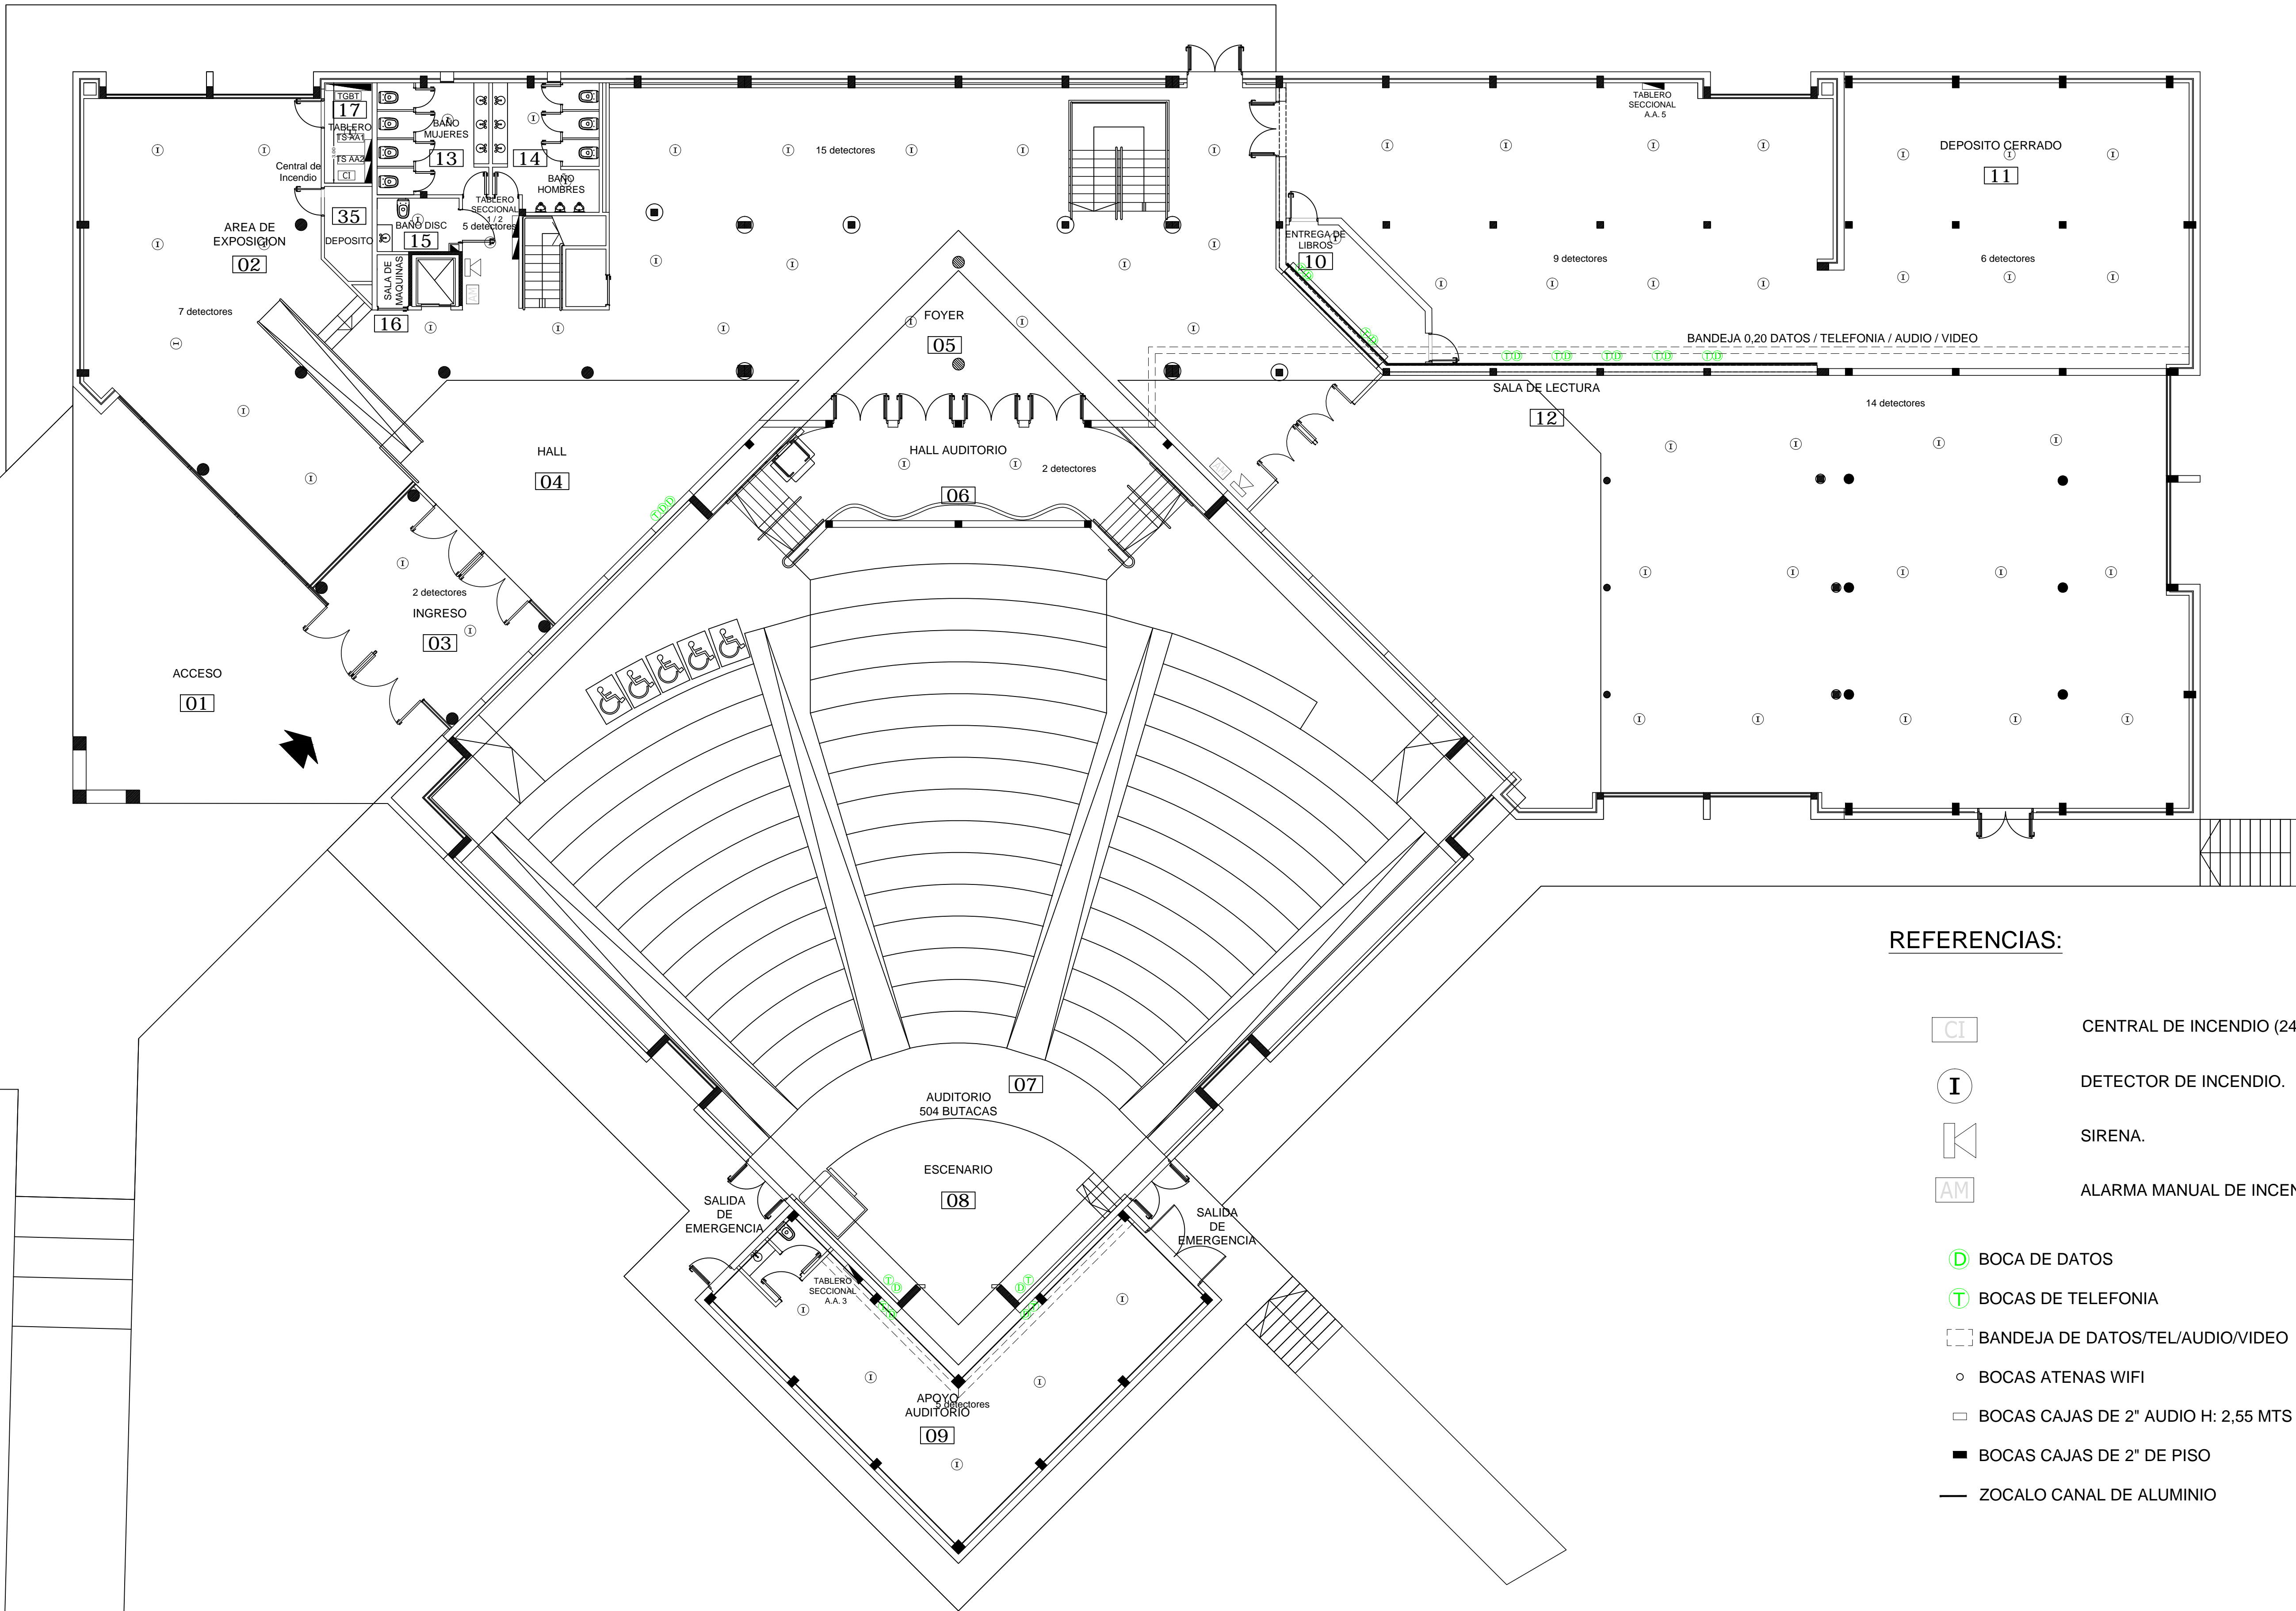 TGBT
17
TABLERO
TS AA1
TS AA2
CI
Central de
Incendio
35
DEPOSITO
BAÑO
MUJERES
13
14
BAÑO
HOMBRES
TABLERO
SECCIONAL
1 / 2
5 detectores
BAÑO DISC
15
SALA DE
MAQUINAS
16
AM
AREA DE
EXPOSICION
02
7 detectores
15 detectores
TABLERO
SECCIONAL
A.A. 5
DEPOSITO CERRADO
11
ENTREGA DE
LIBROS
10
9 detectores
6 detectores
FOYER
05
BANDEJA 0,20 DATOS / TELEFONIA / AUDIO / VIDEO
SALA DE LECTURA
12
14 detectores
HALL
04
HALL AUDITORIO
2 detectores
06
AM
2 detectores
INGRESO
03
ACCESO
01
07
AUDITORIO
504 BUTACAS
ESCENARIO
08
SALIDA
DE
EMERGENCIA
SALIDA
DE
EMERGENCIA
TABLERO
SECCIONAL
A.A. 3
APOYO
5 detectores
AUDITORIO
09
REFERENCIAS:
CI CENTRAL DE INCENDIO (24
I DETECTOR DE INCENDIO.
SIRENA.
AM ALARMA MANUAL DE INCEN
D BOCA DE DATOS
T BOCAS DE TELEFONIA
BANDEJA DE DATOS/TEL/AUDIO/VIDEO
BOCAS ATENAS WIFI
BOCAS CAJAS DE 2" AUDIO H: 2,55 MTS
BOCAS CAJAS DE 2" DE PISO
ZOCALO CANAL DE ALUMINIO